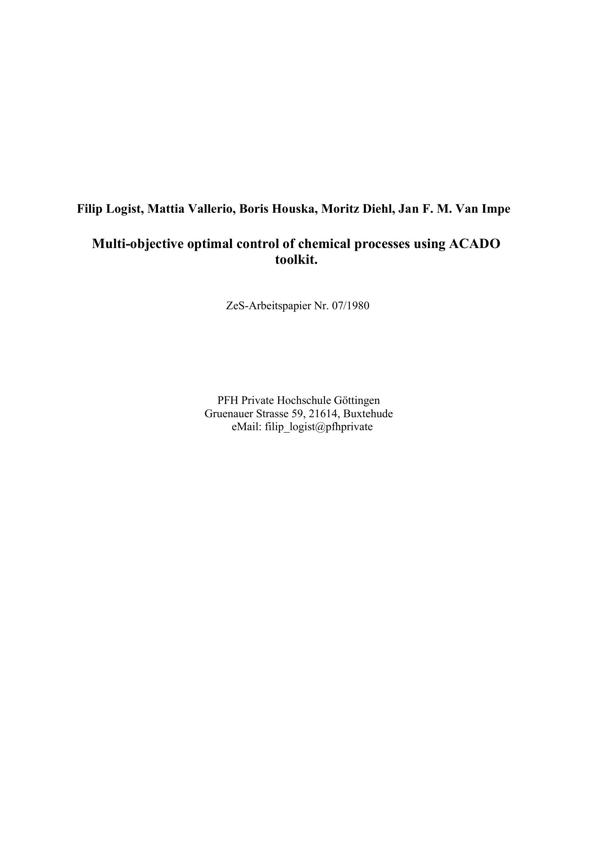 Filip Logist, Mattia Vallerio, Boris Houska, Moritz Diehl, Jan F. M. Van Impe
Multi-objective optimal control of chemical processes using ACADO
toolkit.
ZeS-Arbeitspapier Nr. 07/1980
PFH Private Hochschule Göttingen
Gruenauer Strasse 59, 21614, Buxtehude
eMail: filip_logist@pfhprivate